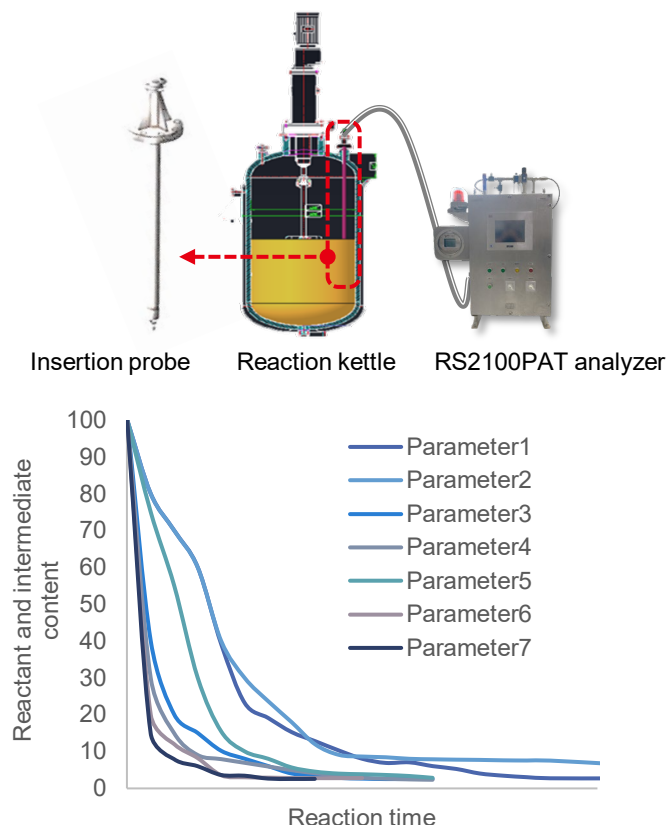 Insertion probe
Reaction kettle
RS2100PAT analyzer
Reactant and intermediate
content
100
90
80
70
60
50
40
30
20
10
0
Parameter1
Parameter2
Parameter3
Parameter4
Parameter5
Parameter6
Parameter7
Reaction time